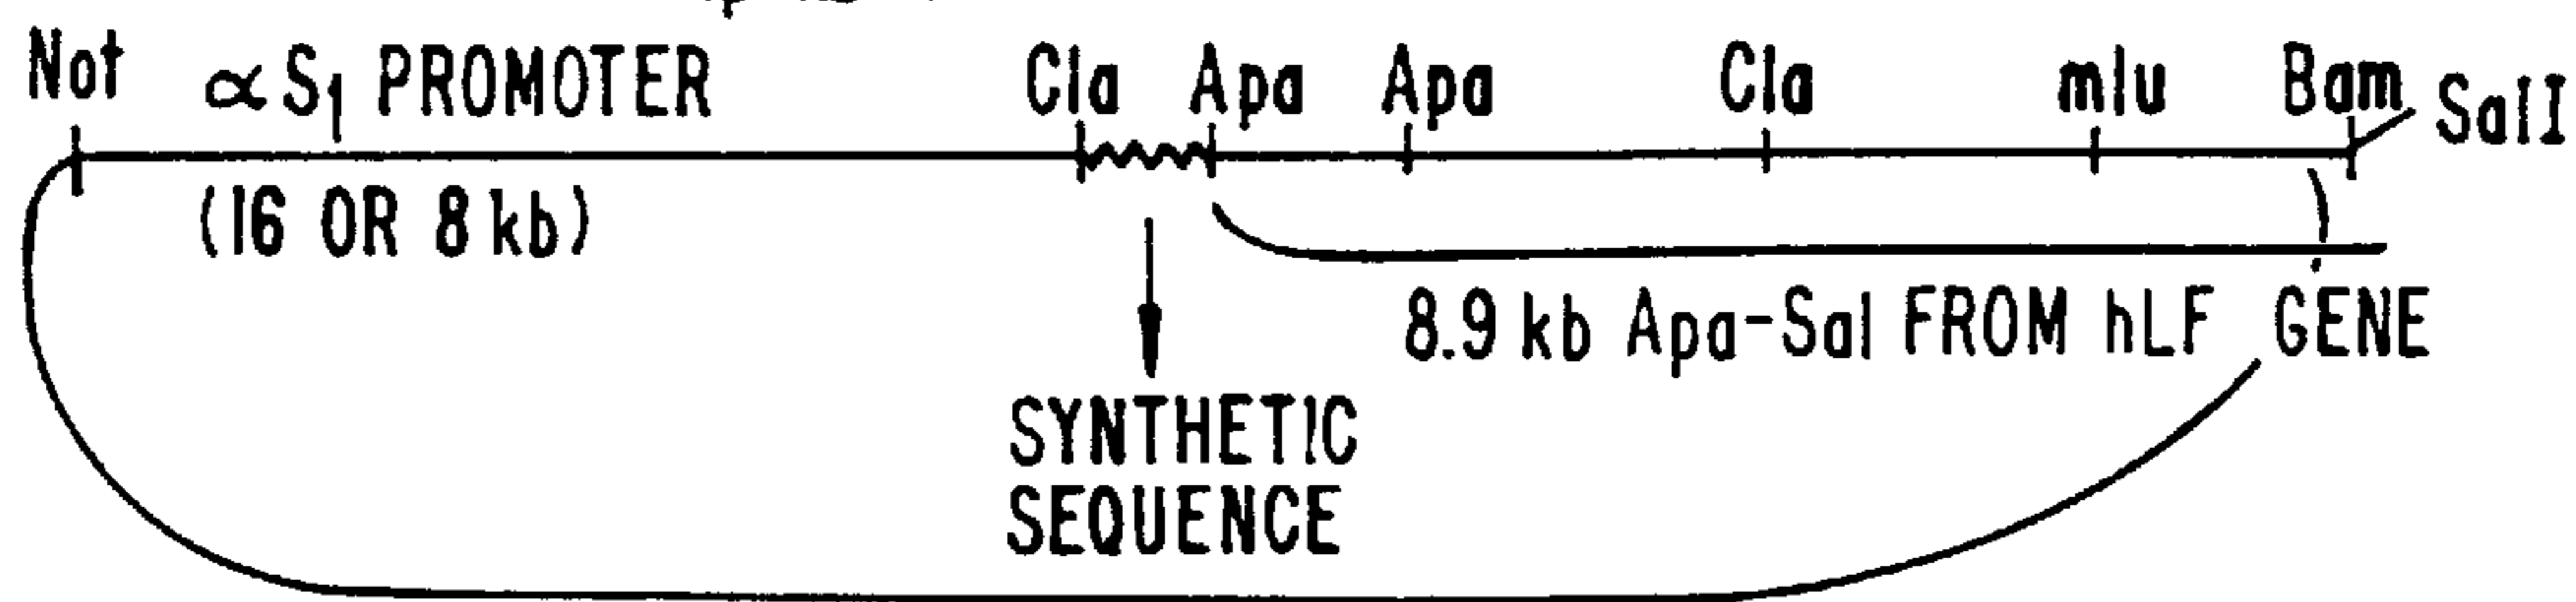 Not αS1 PROMOTER Cla Apa Apa Cla mlu Bam SalI
(16 OR 8 kb)
8.9 kb Apa-Sal FROM hLF GENE
SYNTHETIC
SEQUENCE